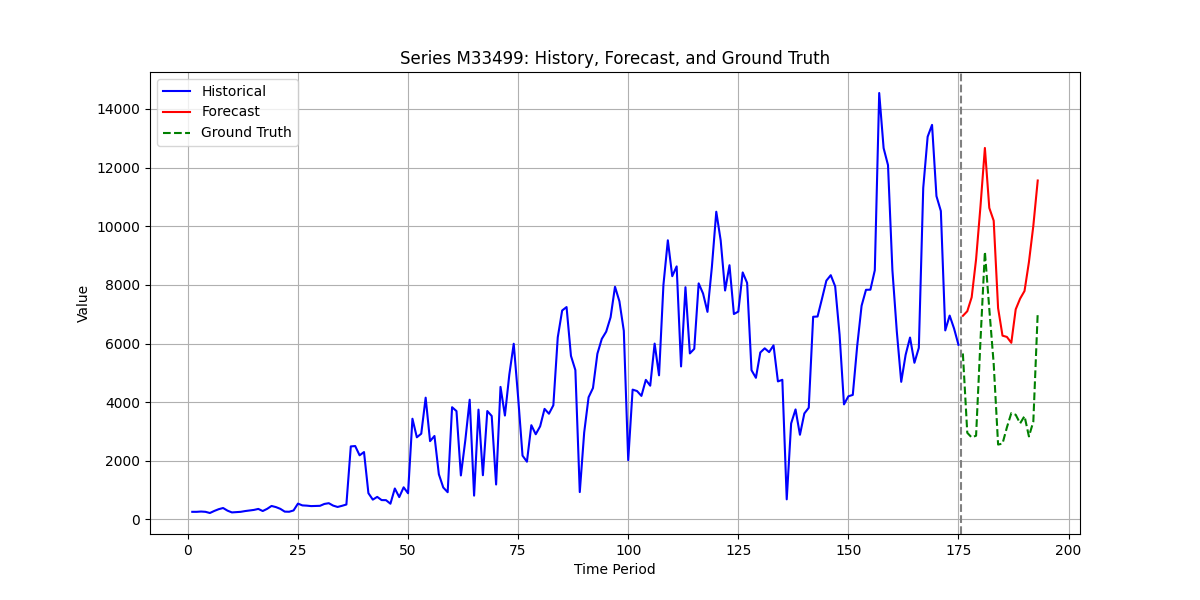 Series M33499: History, Forecast, and Ground Truth
Historical
Forecast
Ground Truth
14000
12000
10000
8000
6000
4000
2000
0
Value
0 25 50 75 100 125 150 175 200
Time Period